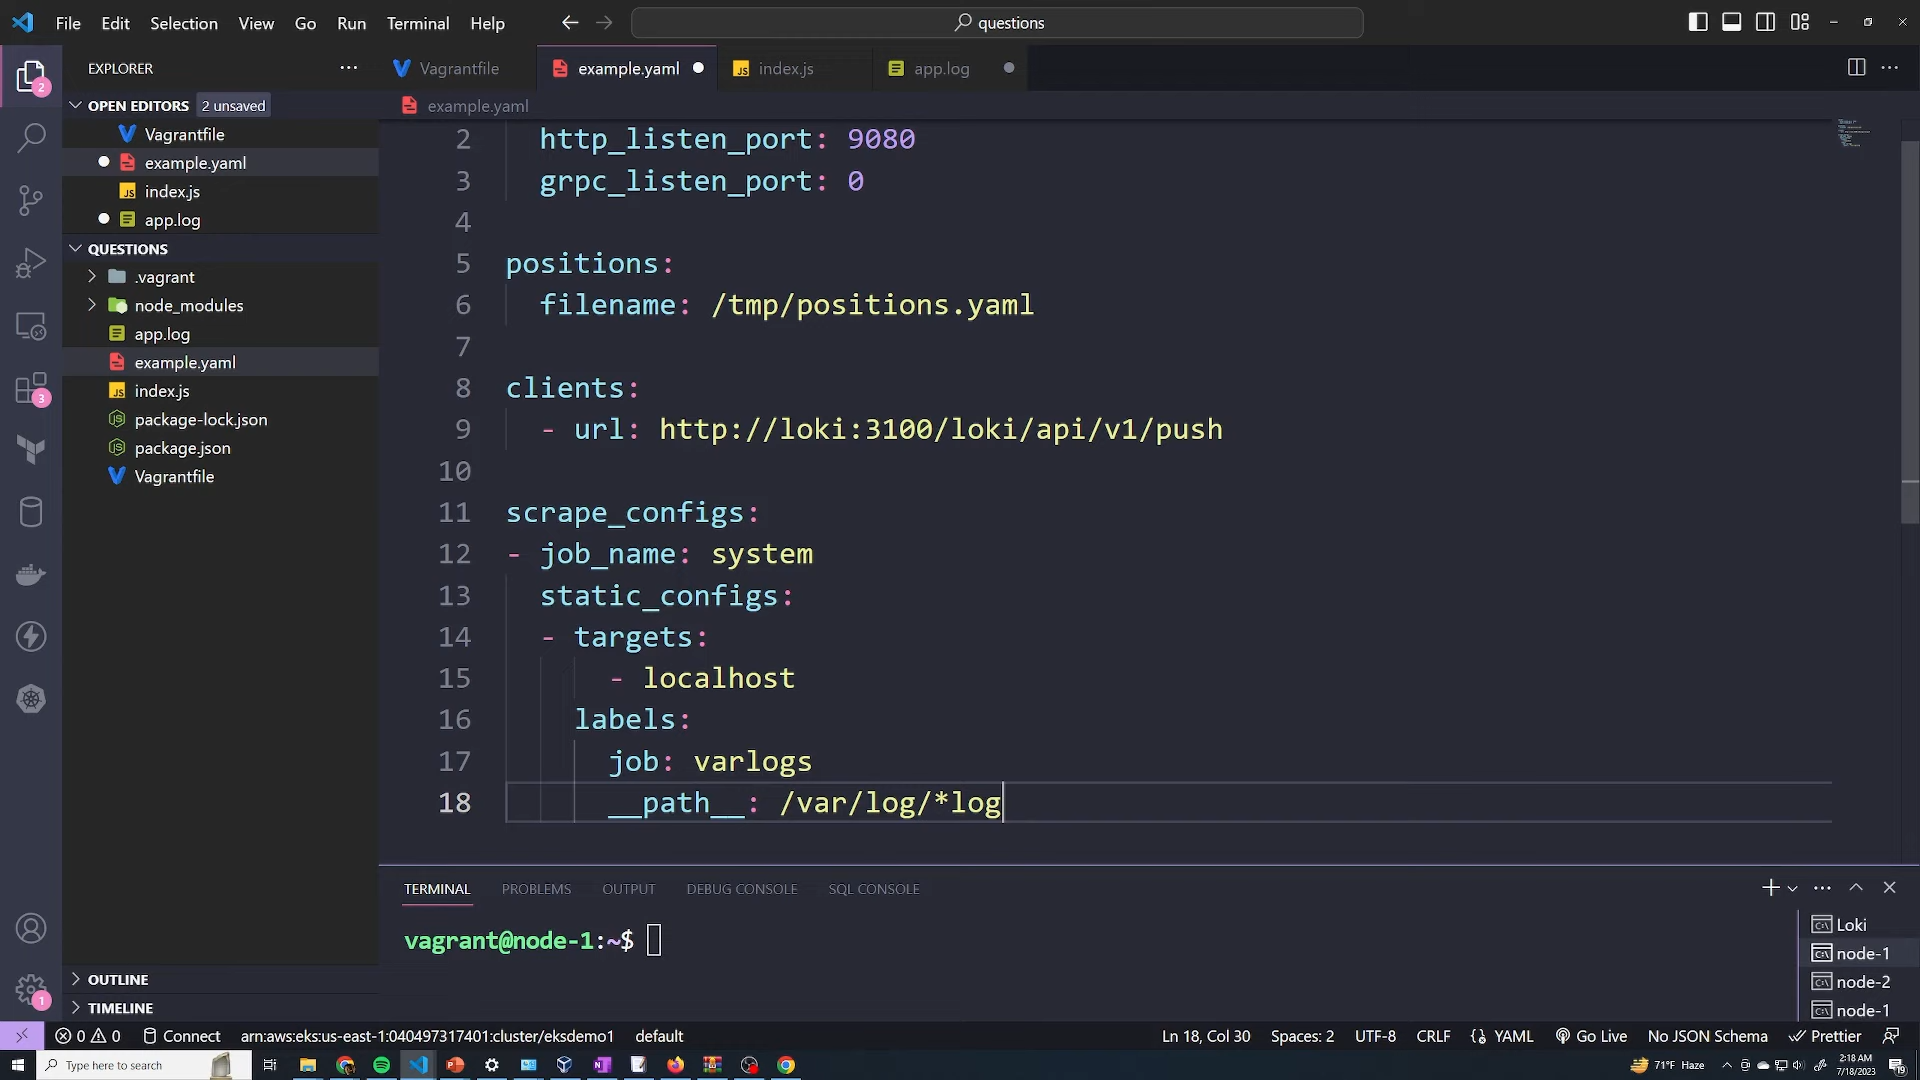 File Edit Selection View Go Run Terminal Help
questions
EXPLORER
OPEN EDITORS 2 unsaved
Vagrantfile
example.yaml
index.js
app.log
QUESTIONS
.vagrant
node_modules
app.log
example.yaml
index.js
package-lock.json
package.json
Vagrantfile
OUTLINE
TIMELINE
2
3
1
Vagrantfile example.yaml index.js app.log
example.yaml
2 http_listen_port: 9080
3 grpc_listen_port: 0
4
5 positions:
6 filename: /tmp/positions.yaml
7
8 clients:
9 - url: http://loki:3100/loki/api/v1/push
10
11 scrape_configs:
12 - job_name: system
13 static_configs:
14 - targets:
15 - localhost
16 labels:
17 job: varlogs
18 __path__: /var/log/*log
TERMINAL PROBLEMS OUTPUT DEBUG CONSOLE SQL CONSOLE
vagrant@node-1:~$
Loki
node-1
node-2
node-1
0 0 Connect arn:aws:eks:us-east-1:040497317401:cluster/eksdemo1 default
Ln 18, Col 30 Spaces: 2 UTF-8 CRLF {} YAML Go Live No JSON Schema Prettier
Type here to search
71°F Haze
2:18 AM
7/18/2023
19